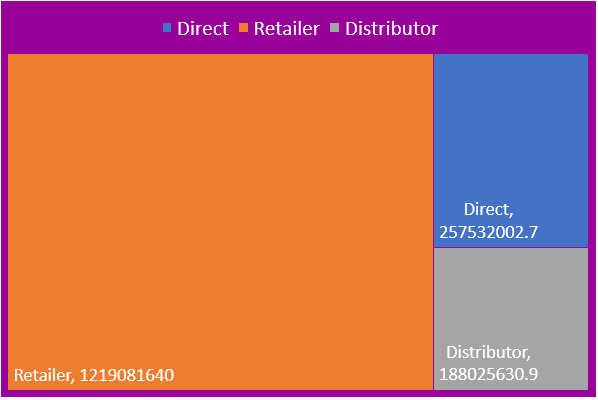 Direct Retailer Distributor
Direct,
257532002.7
Distributor,
188025630.9
Retailer, 1219081640